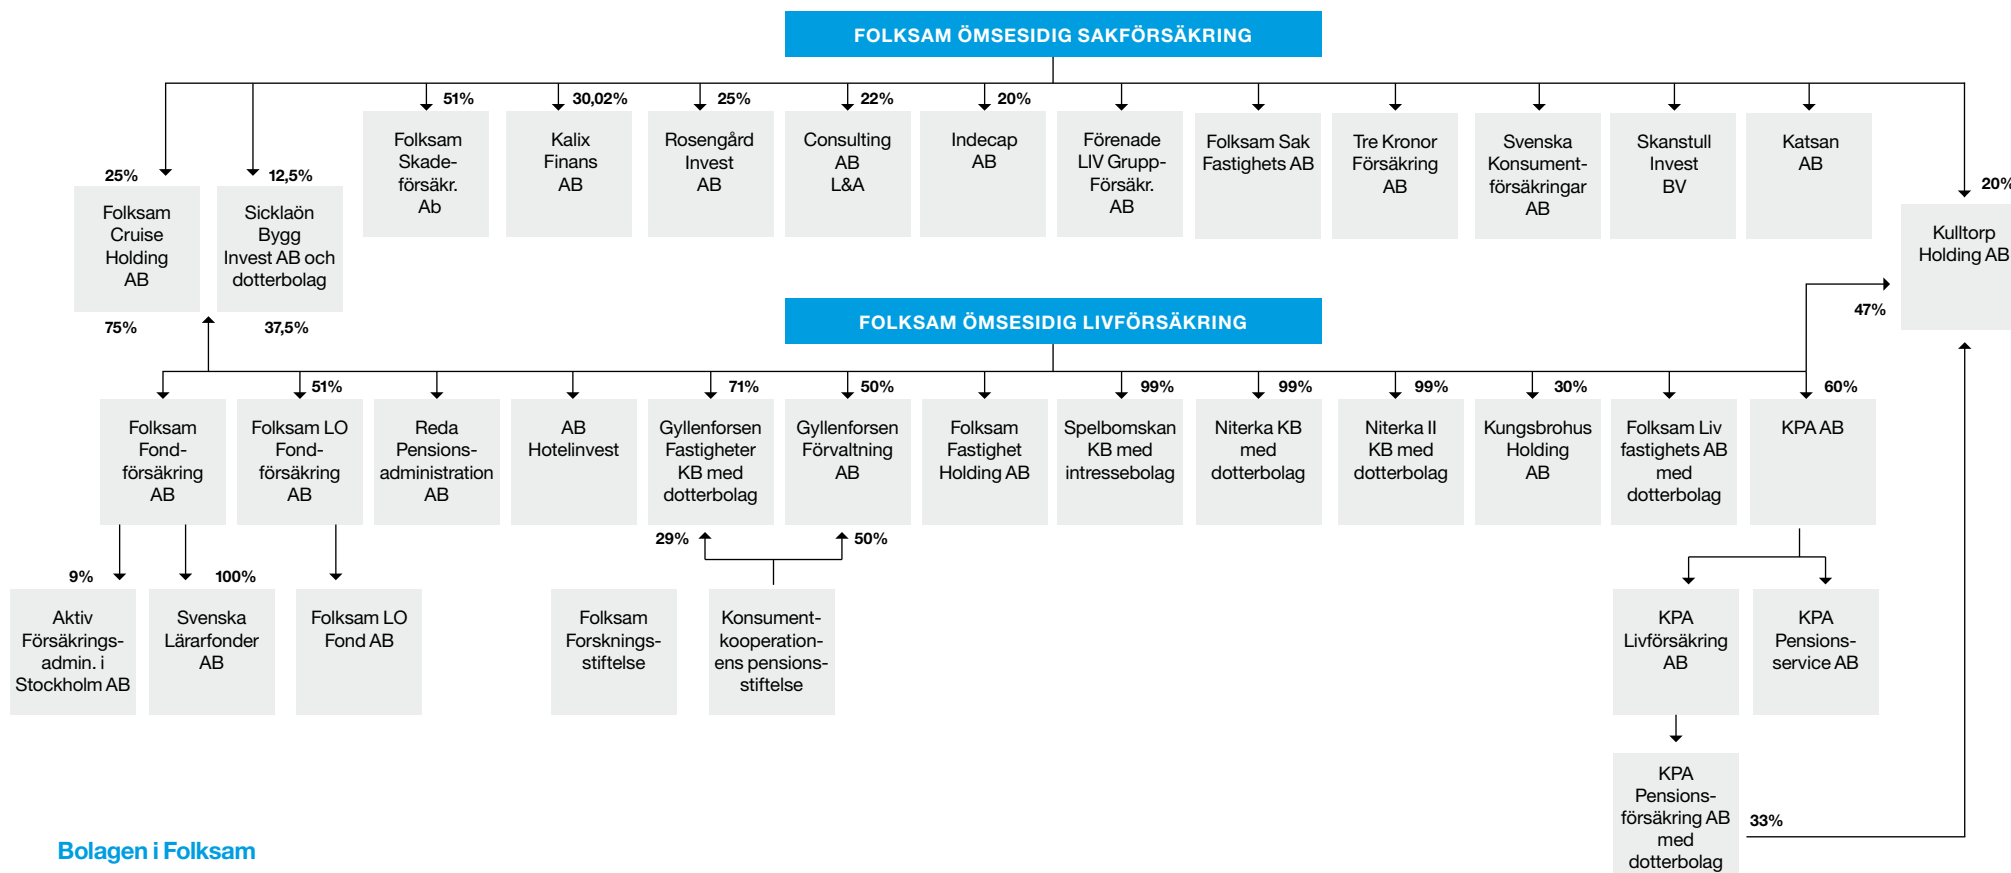 FOLKSAM ÖMSESIDIG SAKFÖRSÄKRING
25%
Folksam
Cruise
Holding
AB
75%
12,5%
Sicklaön
Bygg
Invest AB och
dotterbolag
37,5%
51%
Folksam
Skade-
försäkr.
Ab
30,02%
Kalix
Finans
AB
25%
Rosengård
Invest
AB
22%
Consulting
AB
L&A
20%
Indecap
AB
Förenade
LIV Grupp-
Försäkr.
AB
Folksam Sak
Fastighets AB
Tre Kronor
Försäkring
AB
Svenska
Konsument-
försäkringar
AB
Skanstull
Invest
BV
Katsan
AB
20%
Kulltorp
Holding AB
47%
FOLKSAM ÖMSESIDIG LIVFÖRSÄKRING
Folksam
Fond-
försäkring
AB
51%
Folksam LO
Fond-
försäkring
AB
Reda
Pensions-
administration
AB
AB
Hotelinvest
71%
Gyllenforsen
Fastigheter
KB med
dotterbolag
50%
Gyllenforsen
Förvaltning
AB
Folksam
Fastighet
Holding AB
99%
Spelbomskan
KB med
intressebolag
99%
Niterka KB
med
dotterbolag
99%
Niterka II
KB med
dotterbolag
30%
Kungsbrohus
Holding
AB
Folksam Liv
fastighets AB
med
dotterbolag
60%
KPA AB
29%
50%
9%
Aktiv
Försäkrings-
admin. i
Stockholm AB
100%
Svenska
Lärarfonder
AB
Folksam LO
Fond AB
Folksam
Forsknings-
stiftelse
Konsument-
kooperation-
ens pensions-
stiftelse
KPA
Livförsäkring
AB
KPA
Pensions-
service AB
KPA
Pensions-
försäkring AB
med
dotterbolag
33%
Bolagen i Folksam